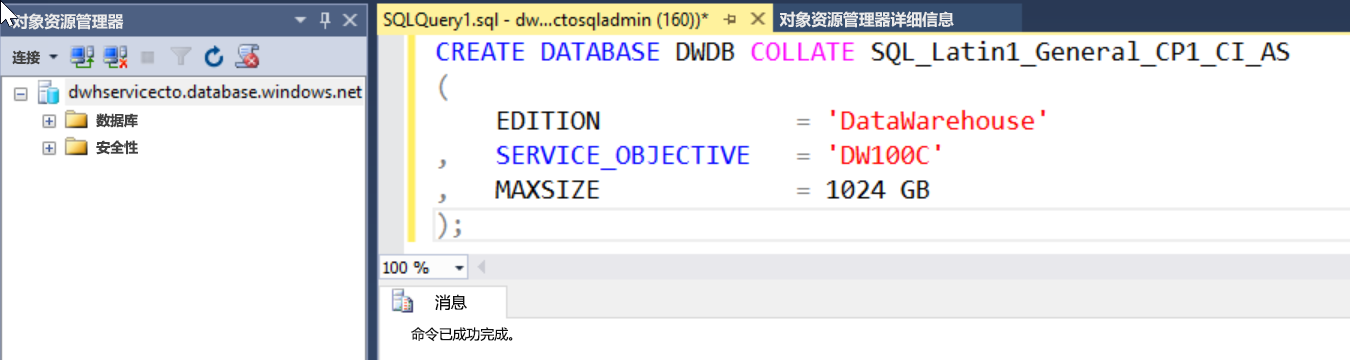 对象资源管理器
连接
dwhservicecto.database.windows.net
数据库
安全性
SQLQuery1.sql - dw...ctosqladmin (160))*
对象资源管理器详细信息
CREATE DATABASE DWDB COLLATE SQL_Latin1_General_CP1_CI_AS
(
EDITION = 'DataWarehouse'
, SERVICE_OBJECTIVE = 'DW100C'
, MAXSIZE = 1024 GB
);
100 %
消息
命令已成功完成。